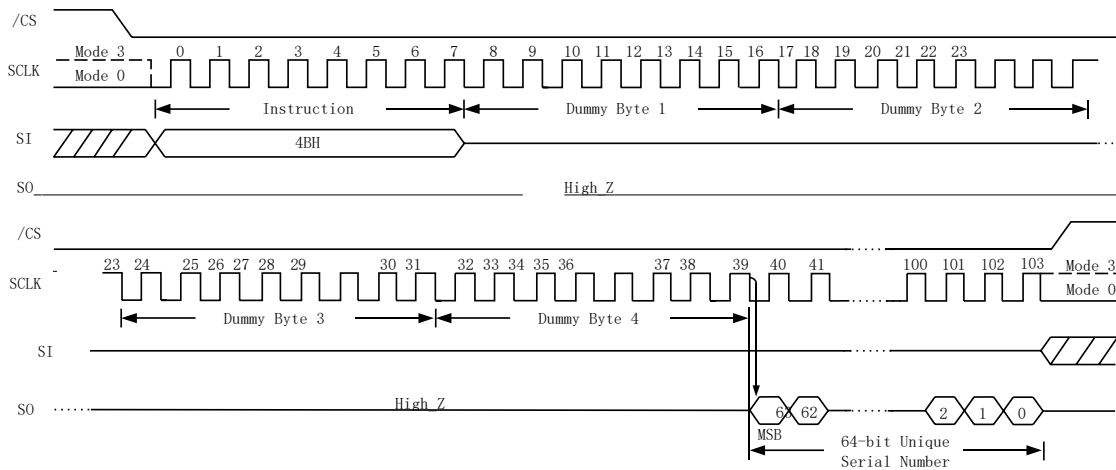 /CS
Mode 3 0 1 2 3 4 5 6 7 8 9 10 11 12 13 14 15 16 17 18 19 20 21 22 23
SCLK
Mode 0
Instruction Dummy Byte 1 Dummy Byte 2
SI
4BH
SO High_Z
/CS
23 24 25 26 27 28 29 30 31 32 33 34 35 36 37 38 39 40 41 100 101 102 103 Mode 3
SCLK
Mode 0
Dummy Byte 3 Dummy Byte 4
SI
High_Z
SO 63 62 2 1 0
MSB
64-bit Unique
Serial Number